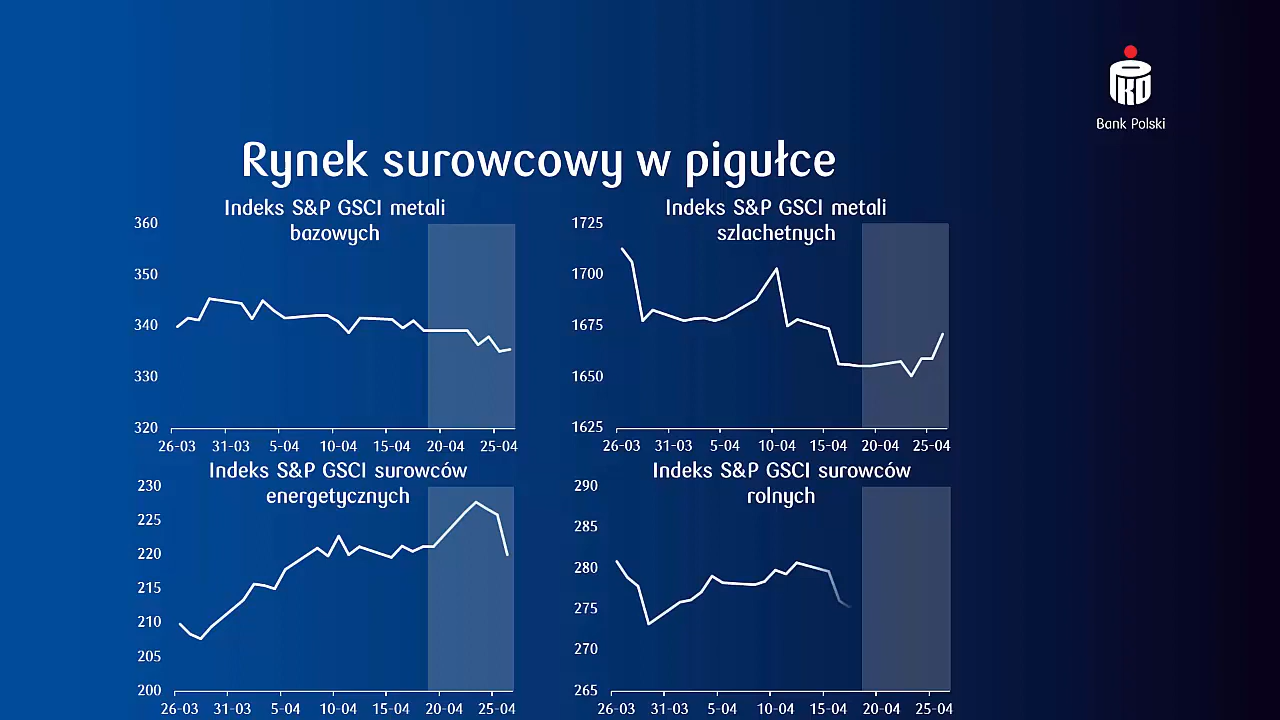 PKO
Bank Polski
Rynek surowcowy w pigułce
Indeks S&P GSCI metali
bazowych
360
350
340
330
320
26-03 31-03 5-04 10-04 15-04 20-04 25-04
Indeks S&P GSCI metali
szlachetnych
1725
1700
1675
1650
1625
26-03 31-03 5-04 10-04 15-04 20-04 25-04
Indeks S&P GSCI surowców
energetycznych
230
225
220
215
210
205
200
26-03 31-03 5-04 10-04 15-04 20-04 25-04
Indeks S&P GSCI surowców
rolnych
290
285
280
275
270
265
26-03 31-03 5-04 10-04 15-04 20-04 25-04